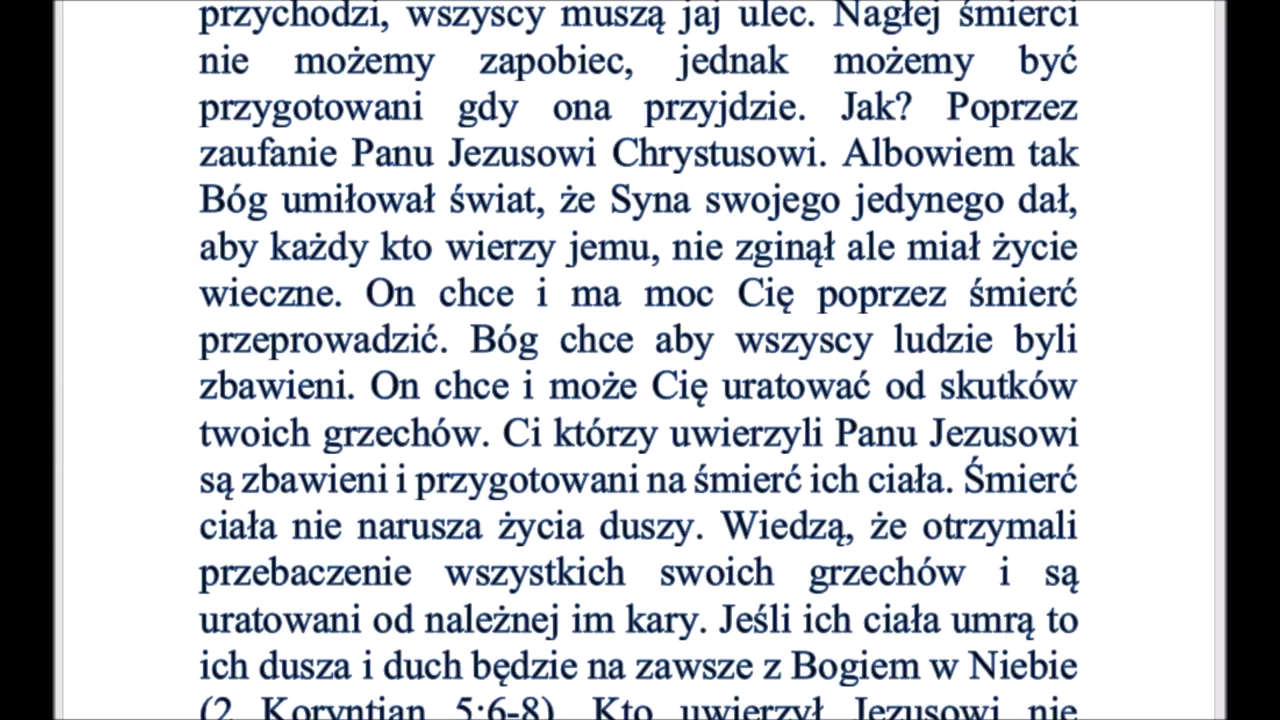 przychodzi, wszyscy muszą jaj ulec. Nagłej śmierci
nie możemy zapobiec, jednak możemy być
przygotowani gdy ona przyjdzie. Jak? Poprzez
zaufanie Panu Jezusowi Chrystusowi. Albowiem tak
Bóg umiłował świat, że Syna swojego jedynego dał,
aby każdy kto wierzy jemu, nie zginął ale miał życie
wieczne. On chce i ma moc Cię poprzez śmierć
przeprowadzić. Bóg chce aby wszyscy ludzie byli
zbawieni. On chce i może Cię uratować od skutków
twoich grzechów. Ci którzy uwierzyli Panu Jezusowi
są zbawieni i przygotowani na śmierć ich ciała. Śmierć
ciała nie narusza życia duszy. Wiedzą, że otrzymali
przebaczenie wszystkich swoich grzechów i są
uratowani od należnej im kary. Jeśli ich ciała umrą to
ich dusza i duch będzie na zawsze z Bogiem w Niebie
(2 Koryntian 5:6-8). Kto uwierzył Jezusowi nie